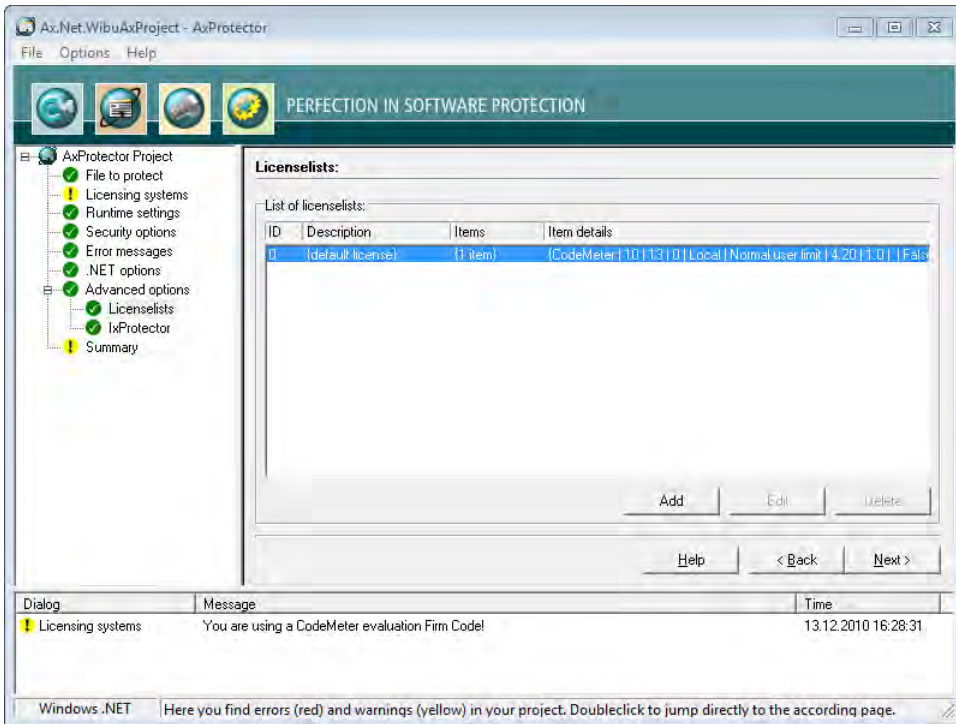 Ax.Net.WibuAxProject - AxProtector
File Options Help
PERFECTION IN SOFTWARE PROTECTION
AxProtector Project
File to protect
Licensing systems
Runtime settings
Security options
Error messages
.NET options
Advanced options
Licenselists
IxProtector
Summary
Licenselists:
List of licenselists:
ID Description Items Item details
0 (default license) (1 item) (CodeMeter | 10 | 13 | 0 | Local | Normal user limit | 4.20 | 1.0 | | Fals
Add Edit Delete
Help < Back Next >
Dialog Message Time
Licensing systems You are using a CodeMeter evaluation Firm Code! 13.12.2010 16:28:31
Windows .NET Here you find errors (red) and warnings (yellow) in your project. Doubleclick to jump directly to the according page.